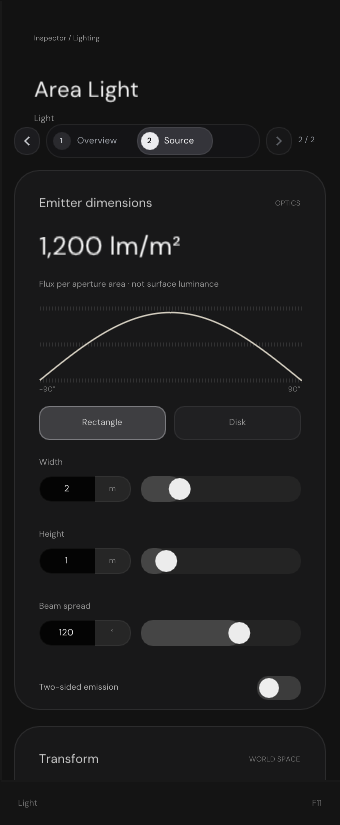 Inspector / Lighting
Area Light
Light
1 Overview 2 Source 2 / 2
Emitter dimensions OPTICS
1,200 lm/m²
Flux per aperture area · not surface luminance
-90° 90°
Rectangle Disk
Width
2 m
Height
1 m
Beam spread
120 °
Two-sided emission
Transform WORLD SPACE
Light F11